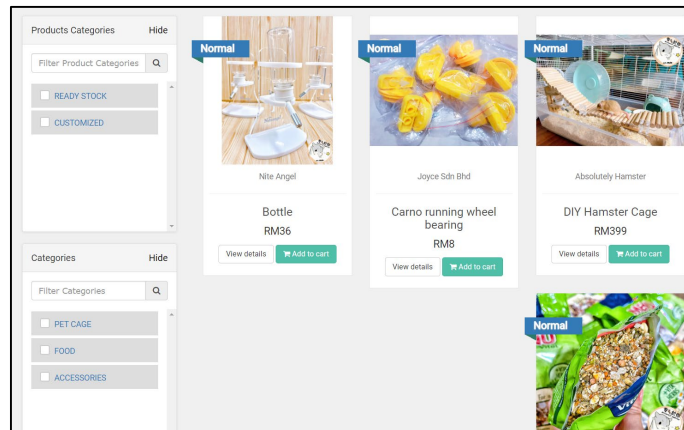 Products Categories Hide
Filter Product Categories
READY STOCK
CUSTOMIZED
Categories Hide
Filter Categories
PET CAGE
FOOD
ACCESSORIES
Normal
Nite Angel
Bottle
RM36
View details Add to cart
Normal
Joyce Sdn Bhd
Carno running wheel
bearing
RM8
View details Add to cart
Normal
Absolutely Hamster
DIY Hamster Cage
RM399
View details Add to cart
Normal